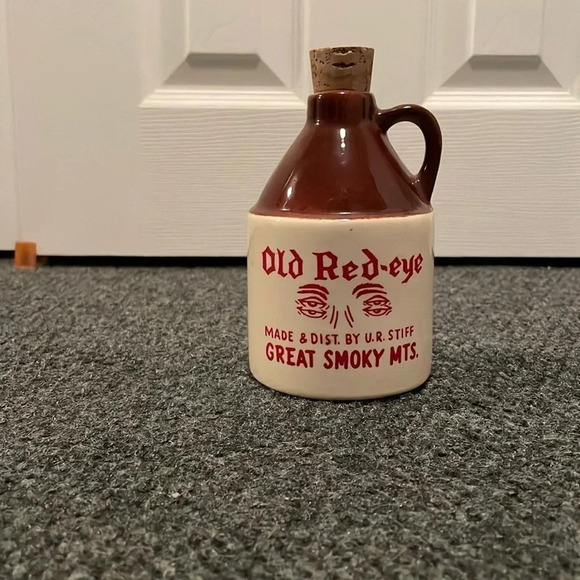 Old Red-eye
MADE & DIST. BY U.R. STIFF
GREAT SMOKY MTS.